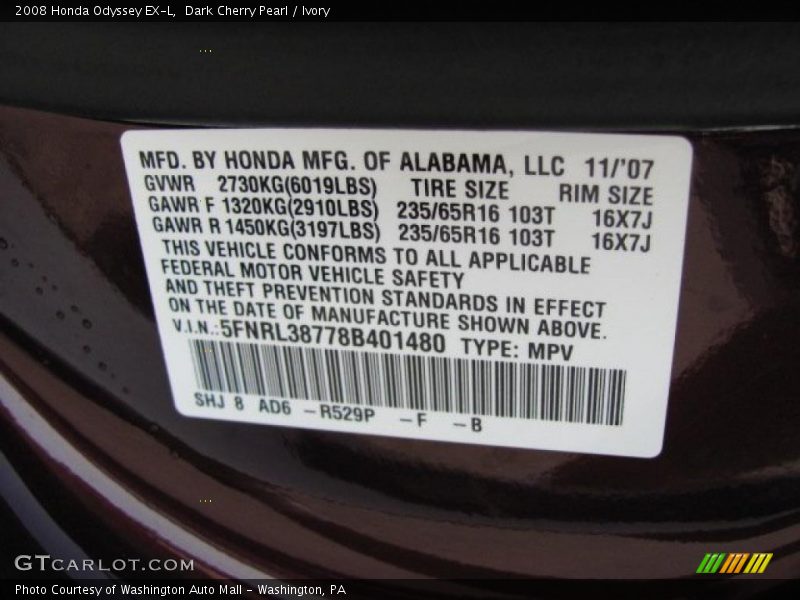 2008 Honda Odyssey EX-L, Dark Cherry Pearl / Ivory
MFD. BY HONDA MFG. OF ALABAMA, LLC 11/'07
GVWR 2730KG(6019LBS) TIRE SIZE RIM SIZE
GAWR F 1320KG(2910LBS) 235/65R16 103T 16X7J
GAWR R 1450KG(3197LBS) 235/65R16 103T 16X7J
THIS VEHICLE CONFORMS TO ALL APPLICABLE
FEDERAL MOTOR VEHICLE SAFETY
AND THEFT PREVENTION STANDARDS IN EFFECT
ON THE DATE OF MANUFACTURE SHOWN ABOVE.
V.I.N.:5FNRL38778B401480 TYPE: MPV
SHJ 8 AD6 -R529P -F -B
GTCARLOT.COM
Photo Courtesy of Washington Auto Mall - Washington, PA